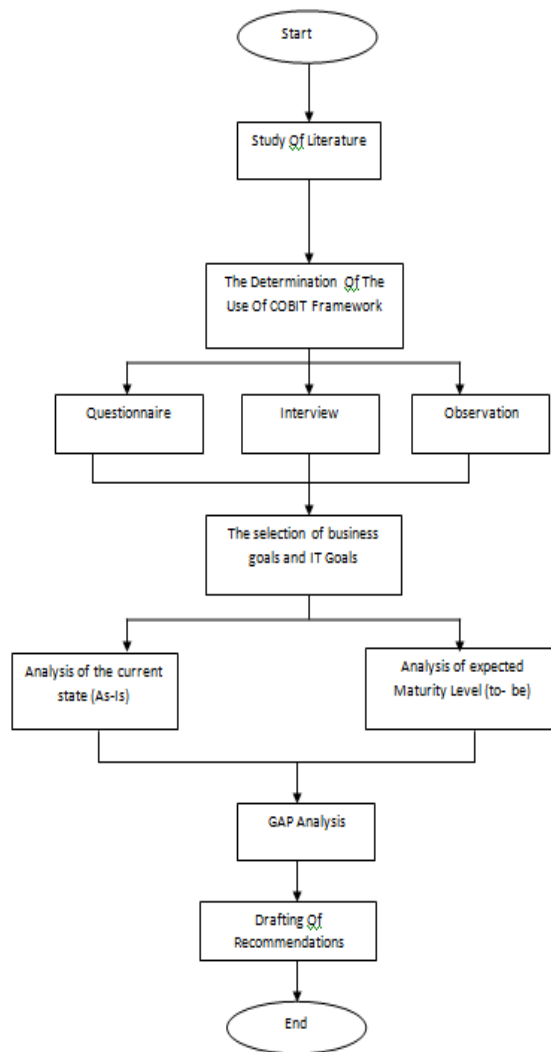 Start
Study Of Literature
The Determination Of The
Use Of COBIT Framework
Questionnaire
Interview
Observation
The selection of business
goals and IT Goals
Analysis of the current
state (As-Is)
Analysis of expected
Maturity Level (to- be)
GAP Analysis
Drafting Of
Recommendations
End